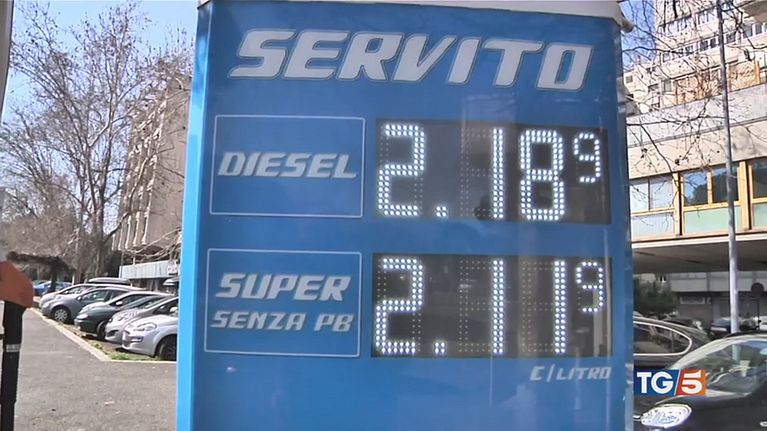 SERVITO
DIESEL 2.18⁹
SUPER
SENZA PB 2.11⁹
€/LITRO
TG5